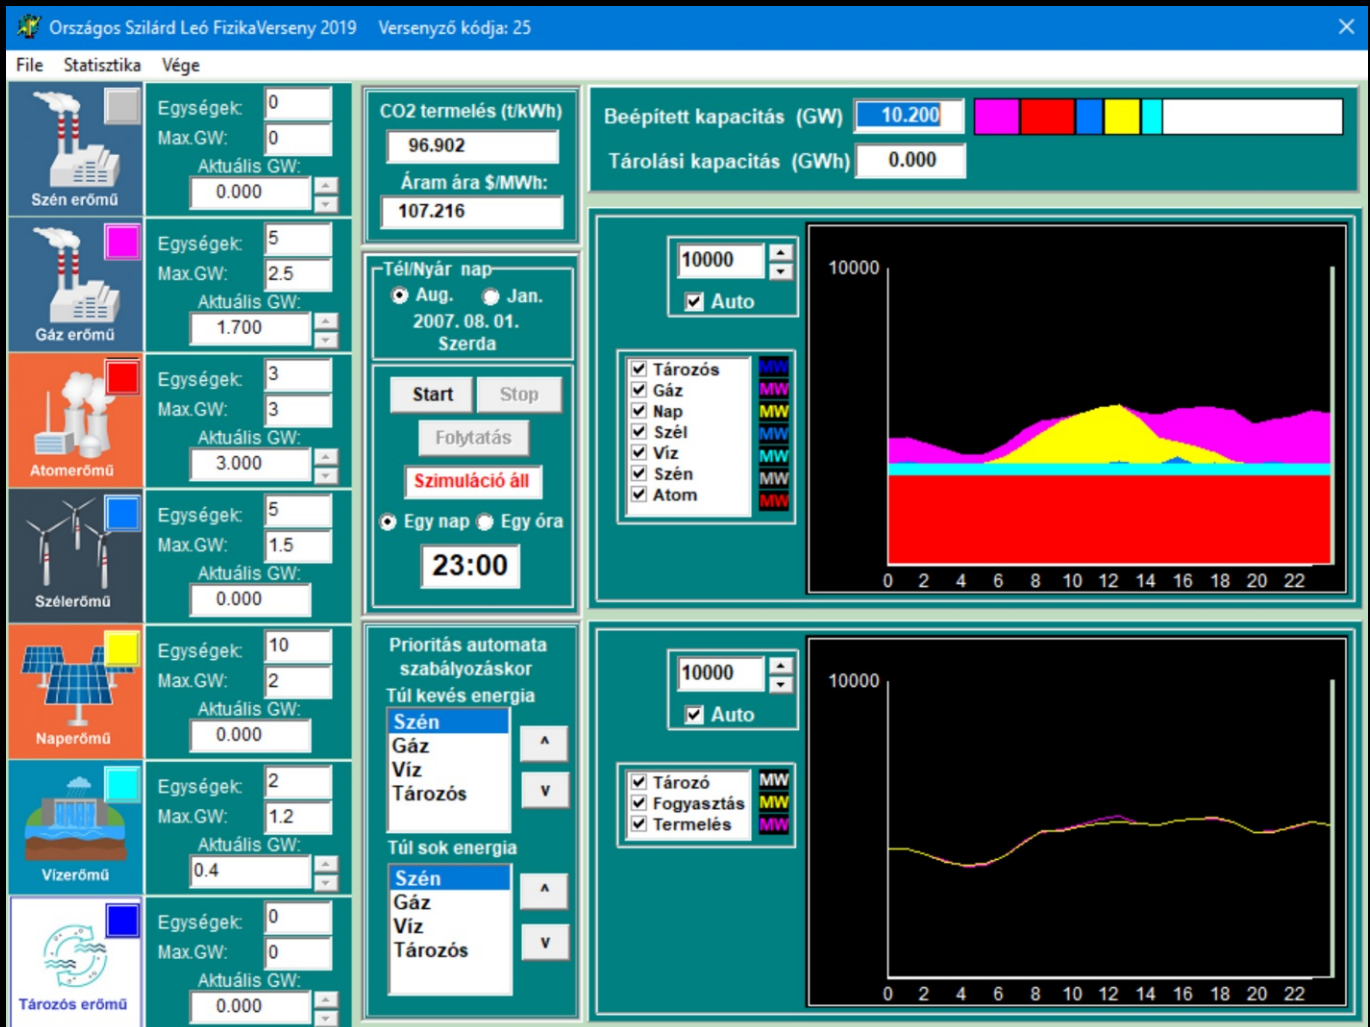 Országos Szilárd Leó FizikaVerseny 2019 Versenyző kódja: 25
File Statisztika Vége
Szén erőmű
Egységek: 0
Max.GW: 0
Aktuális GW:
0.000
Gáz erőmű
Egységek: 5
Max.GW: 2.5
Aktuális GW:
1.700
Atomerőmű
Egységek: 3
Max.GW: 3
Aktuális GW:
3.000
Szélerőmű
Egységek: 5
Max.GW: 1.5
Aktuális GW:
0.000
Naperőmű
Egységek: 10
Max.GW: 2
Aktuális GW:
0.000
Vízerőmű
Egységek: 2
Max.GW: 1.2
Aktuális GW:
0.4
Tározós erőmű
Egységek: 0
Max.GW: 0
Aktuális GW:
0.000
CO2 termelés (t/kWh)
96.902
Áram ára $/MWh:
107.216
Tél/Nyár nap
Aug. Jan.
2007. 08. 01.
Szerda
Start Stop
Folytatás
Szimuláció áll
Egy nap Egy óra
23:00
Prioritás automata
szabályozáskor
Túl kevés energia
Szén
Gáz
Víz
Tározós
^
v
Túl sok energia
Szén
Gáz
Víz
Tározós
^
v
Beépített kapacitás (GW) 10.200
Tárolási kapacitás (GWh) 0.000
10000
Auto
Tározós MW
Gáz MW
Nap MW
Szél MW
Víz MW
Szén MW
Atom MW
10000
0 2 4 6 8 10 12 14 16 18 20 22
10000
Auto
Tározó MW
Fogyasztás MW
Termelés MW
10000
0 2 4 6 8 10 12 14 16 18 20 22